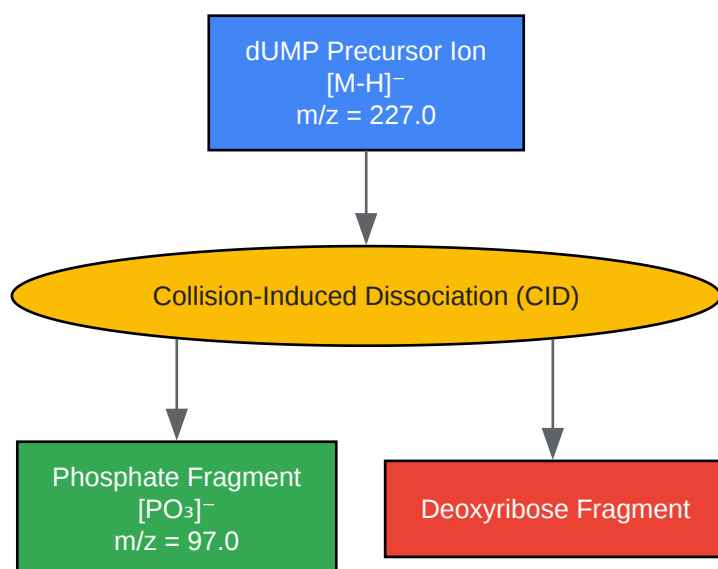 dUMP Precursor Ion
[M-H]⁻
m/z = 227.0
Collision-Induced Dissociation (CID)
Phosphate Fragment
[PO₃]⁻
m/z = 97.0
Deoxyribose Fragment